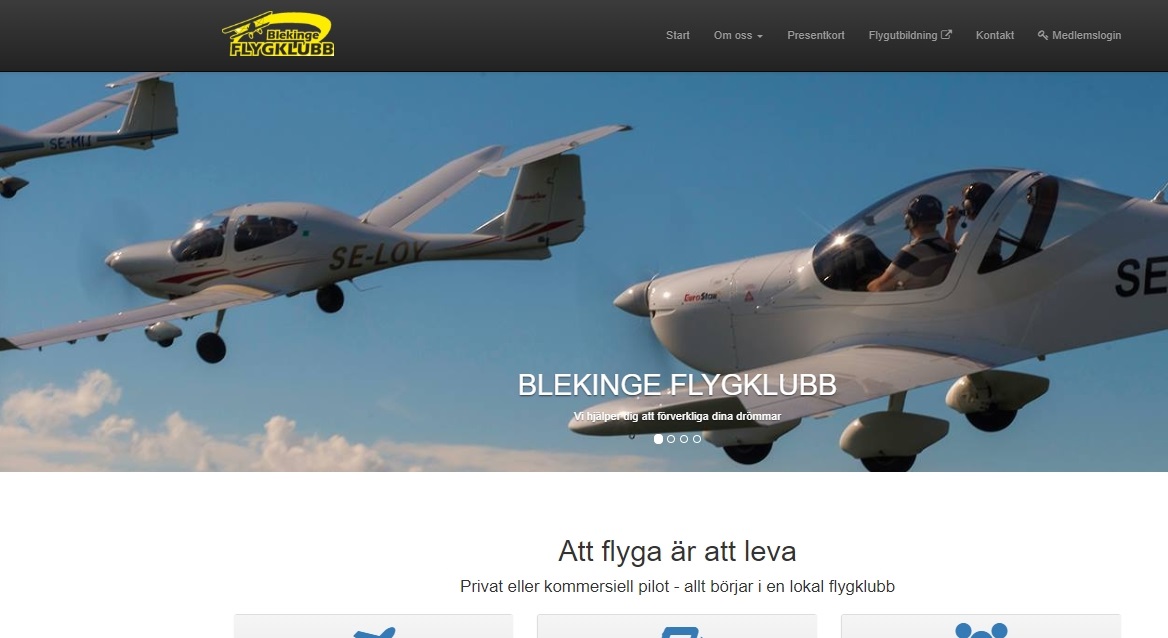 Blekinge
FLYGKLUBB
Start Om oss Presentkort Flygutbildning Kontakt Medlemslogin
SE-MIJ
SE-LOY
EuroStar
SE
BLEKINGE FLYGKLUBB
Vi hjälper dig att förverkliga dina drömmar
Att flyga är att leva
Privat eller kommersiell pilot - allt börjar i en lokal flygklubb